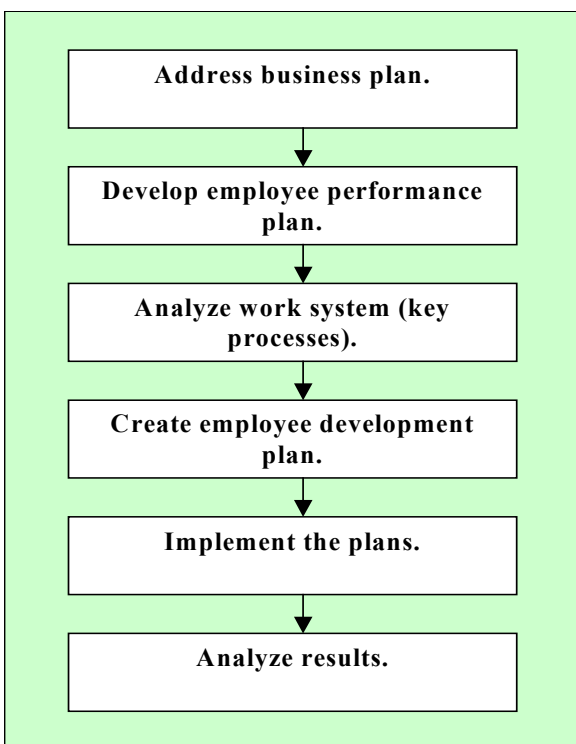 Address business plan.
Develop employee performance
plan.
Analyze work system (key
processes).
Create employee development
plan.
Implement the plans.
Analyze results.